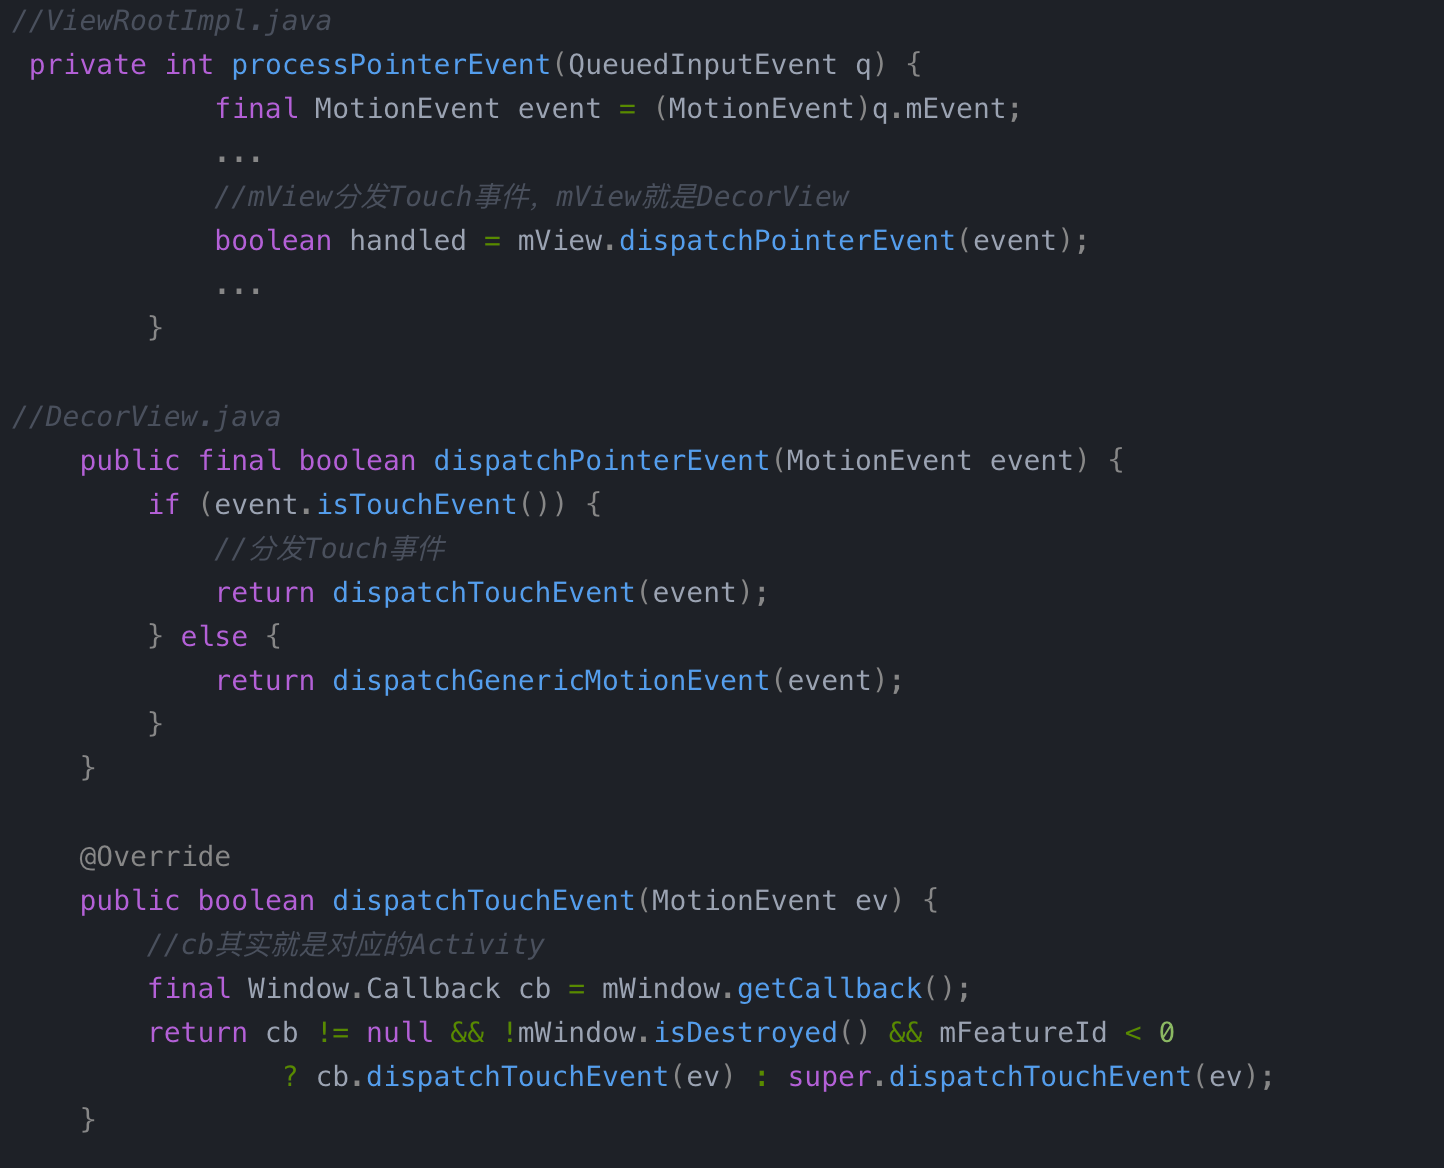 //ViewRootImpl.java
 private int processPointerEvent(QueuedInputEvent q) {
            final MotionEvent event = (MotionEvent)q.mEvent;
            ...
            //mView分发Touch事件，mView就是DecorView
            boolean handled = mView.dispatchPointerEvent(event);
            ...
        }

//DecorView.java
    public final boolean dispatchPointerEvent(MotionEvent event) {
        if (event.isTouchEvent()) {
            //分发Touch事件
            return dispatchTouchEvent(event);
        } else {
            return dispatchGenericMotionEvent(event);
        }
    }

    @Override
    public boolean dispatchTouchEvent(MotionEvent ev) {
        //cb其实就是对应的Activity
        final Window.Callback cb = mWindow.getCallback();
        return cb != null && !mWindow.isDestroyed() && mFeatureId < 0
                ? cb.dispatchTouchEvent(ev) : super.dispatchTouchEvent(ev);
    }